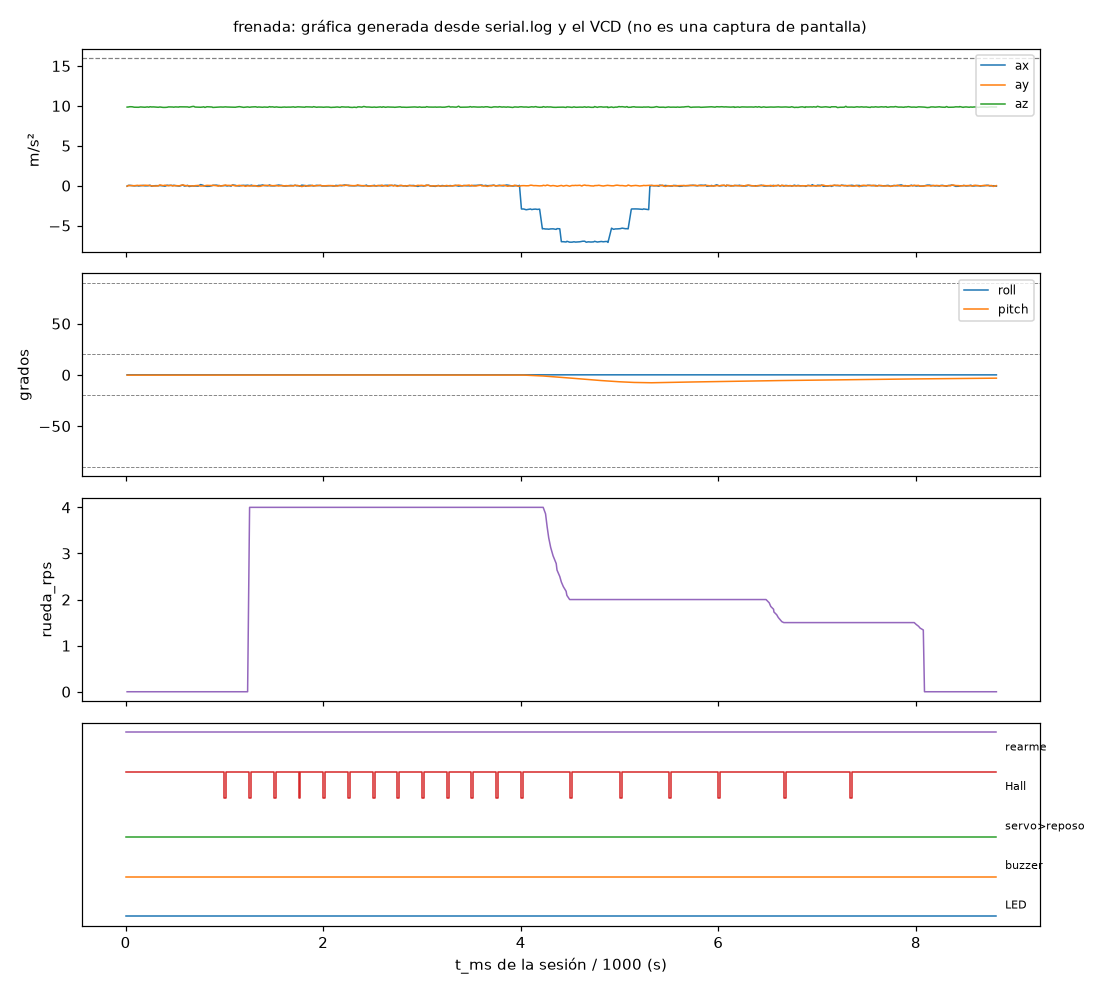 frenada: gráfica generada desde serial.log y el VCD (no es una captura de pantalla)
15
10
5
0
−5
m/s²
ax
ay
az
50
0
−50
grados
roll
pitch
4
3
2
1
0
rueda_rps
rearme
Hall
servo>reposo
buzzer
LED
0 2 4 6 8
t_ms de la sesión / 1000 (s)